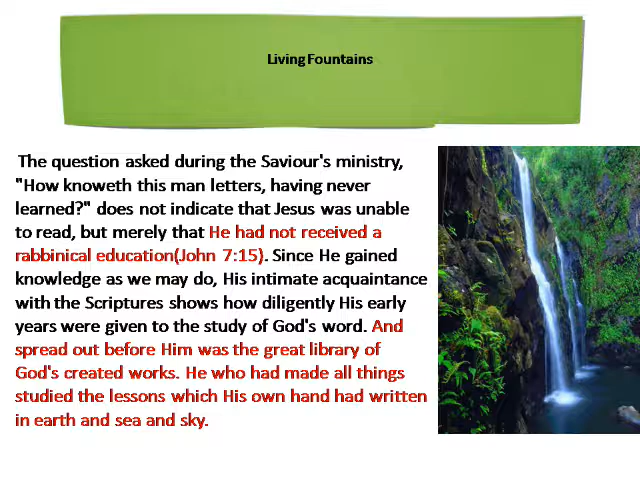 Living Fountains
The question asked during the Saviour's ministry,
"How knoweth this man letters, having never
learned?" does not indicate that Jesus was unable
to read, but merely that He had not received a
rabbinical education(John 7:15). Since He gained
knowledge as we may do, His intimate acquaintance
with the Scriptures shows how diligently His early
years were given to the study of God's word. And
spread out before Him was the great library of
God's created works. He who had made all things
studied the lessons which His own hand had written
in earth and sea and sky.